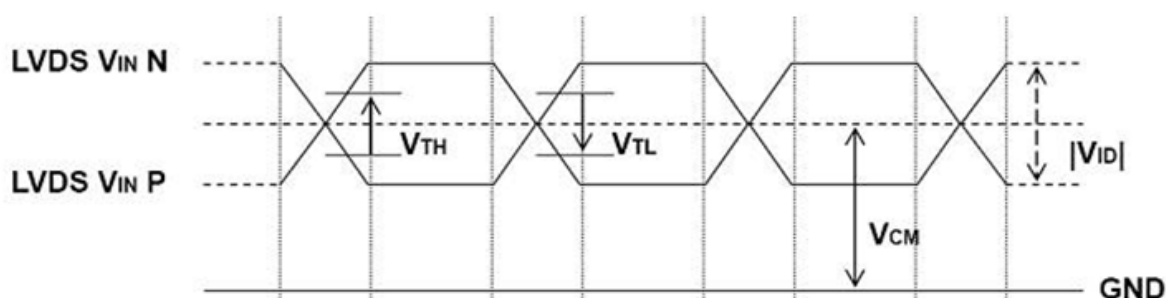 LVDS VIN N
VTH
VTL
LVDS VIN P
|VID|
VCM
GND